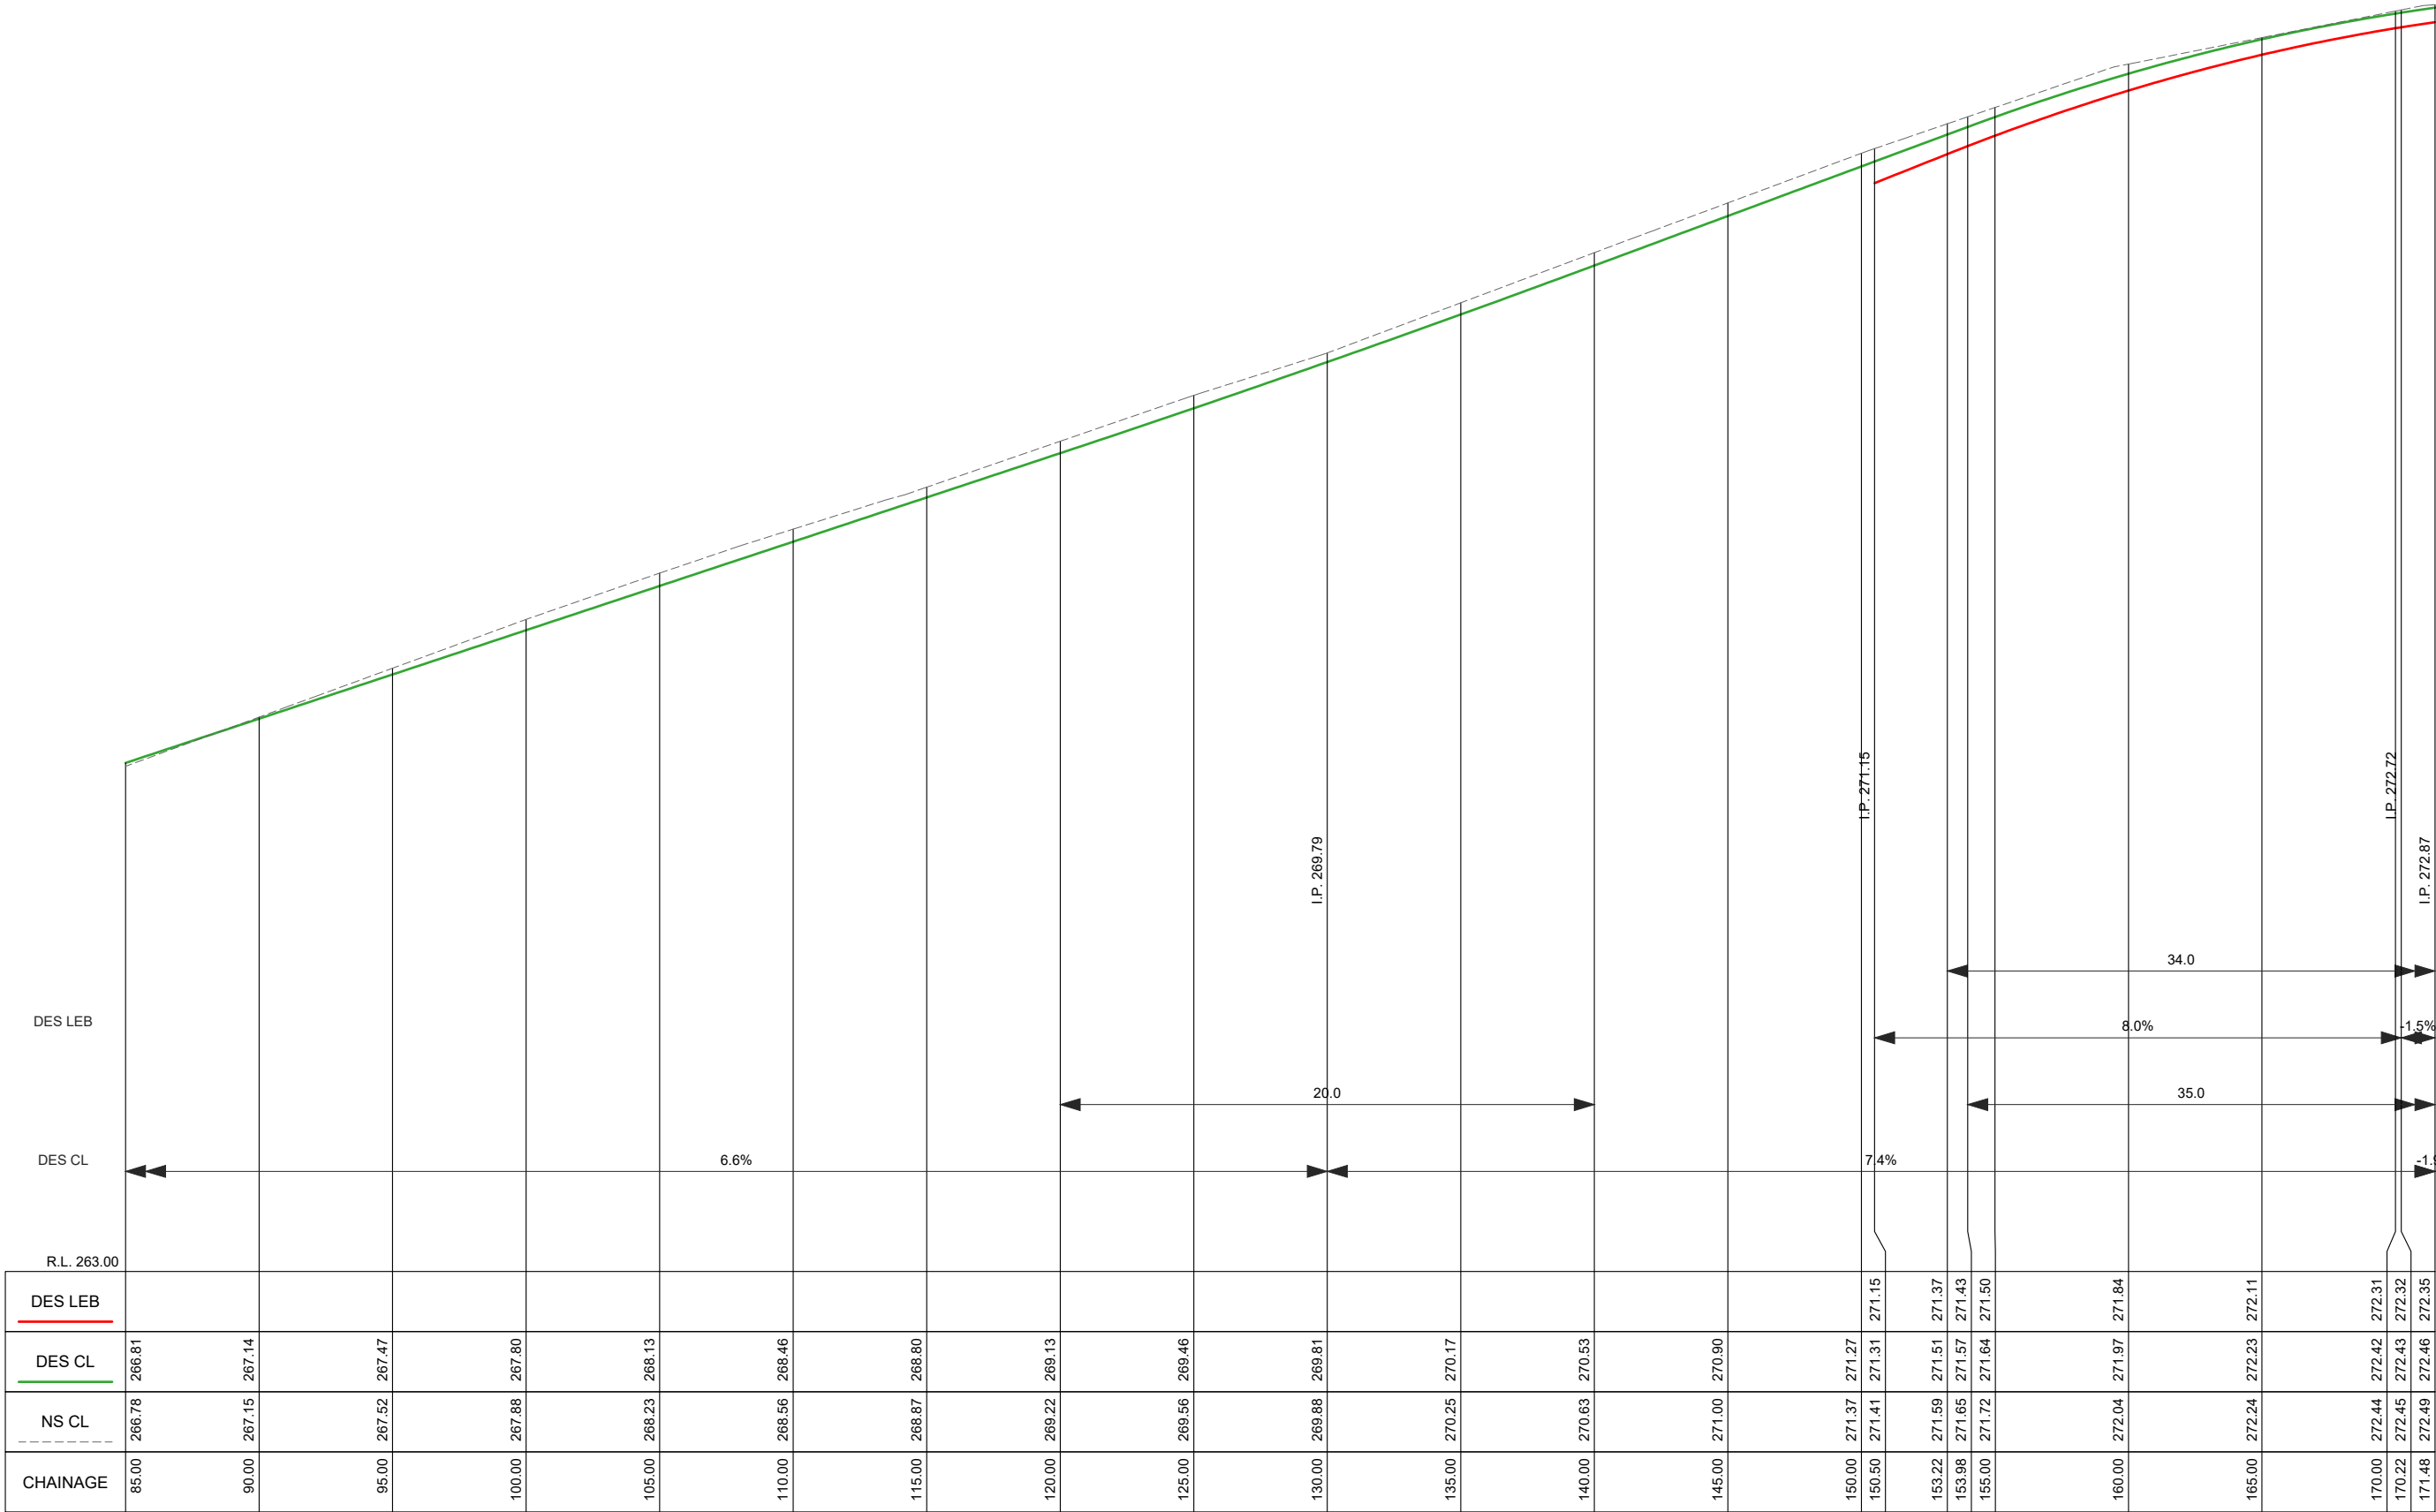 I.P. 271.15
I.P. 272.72
I.P. 269.79
I.P. 272.87
34.0
DES LEB
8.0%
-1.5%
20.0
35.0
DES CL
6.6%
7.4%
R.L. 263.00
DES LEB 271.15 271.37 271.43 271.50 271.84 272.11 272.31 272.32 272.35
DES CL 266.81 267.14 267.47 267.80 268.13 268.46 268.80 269.13 269.46 269.81 270.17 270.53 270.90 271.27 271.31 271.51 271.57 271.64 271.97 272.23 272.42 272.43 272.46
NS CL 266.78 267.15 267.52 267.88 268.23 268.56 268.87 269.22 269.56 269.88 270.25 270.63 271.00 271.37 271.41 271.59 271.65 271.72 272.04 272.24 272.44 272.45 272.49
CHAINAGE 85.00 90.00 95.00 100.00 105.00 110.00 115.00 120.00 125.00 130.00 135.00 140.00 145.00 150.00 150.50 153.22 153.98 155.00 160.00 165.00 170.00 170.22 171.48